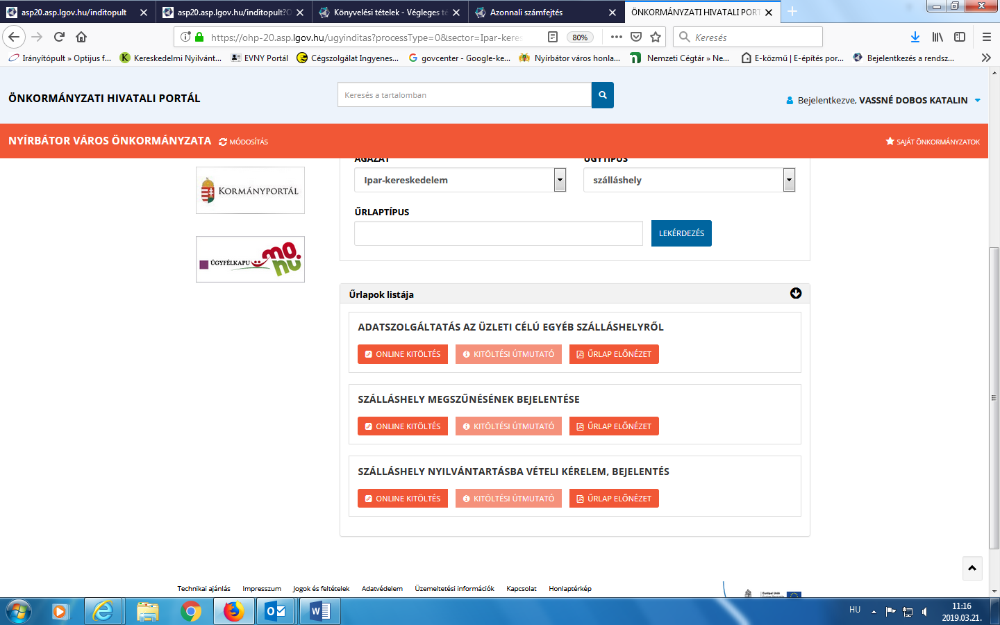 asp20.asp.lgov.hu/inditopult
asp20.asp.lgov.hu/inditopult?O
Könyvelési tételek - Végleges té
Azonnali számfejtés
ÖNKORMÁNYZATI HIVATALI PORT
https://ohp-20.asp.lgov.hu/ugyinditas?processType=0&sector=Ipar-keres
80%
Keresés
Irányítópult » Optijus f...
Kereskedelmi Nyilvánt...
EVNY Portál
Cégszolgálat Ingyenes...
govcenter - Google-ke...
Nyírbátor város honla...
Nemzeti Cégtár » Ne...
E-közmű | E-építés por...
Bejelentkezés a rendsz...
ÖNKORMÁNYZATI HIVATALI PORTÁL
Keresés a tartalomban
Bejelentkezve, VASSNÉ DOBOS KATALIN
NYÍRBÁTOR VÁROS ÖNKORMÁNYZATA
MÓDOSÍTÁS
SAJÁT ÖNKORMÁNYZATOK
ÁGAZAT
ÜGYTÍPUS
Ipar-kereskedelem
szálláshely
KORMÁNYPORTÁL
ŰRLAPTÍPUS
LEKÉRDEZÉS
ÜGYFÉLKAPU
MO.HU
Űrlapok listája
ADATSZOLGÁLTATÁS AZ ÜZLETI CÉLÚ EGYÉB SZÁLLÁSHELYRŐL
ONLINE KITÖLTÉS
KITÖLTÉSI ÚTMUTATÓ
ŰRLAP ELŐNÉZET
SZÁLLÁSHELY MEGSZŰNÉSÉNEK BEJELENTÉSE
ONLINE KITÖLTÉS
KITÖLTÉSI ÚTMUTATÓ
ŰRLAP ELŐNÉZET
SZÁLLÁSHELY NYILVÁNTARTÁSBA VÉTELI KÉRELEM, BEJELENTÉS
ONLINE KITÖLTÉS
KITÖLTÉSI ÚTMUTATÓ
ŰRLAP ELŐNÉZET
Technikai ajánlás
Impresszum
Jogok és feltételek
Adatvédelem
Üzemeltetési információk
Kapcsolat
Honlaptérkép
Európai Unió
HU
11:16
2019.03.21.